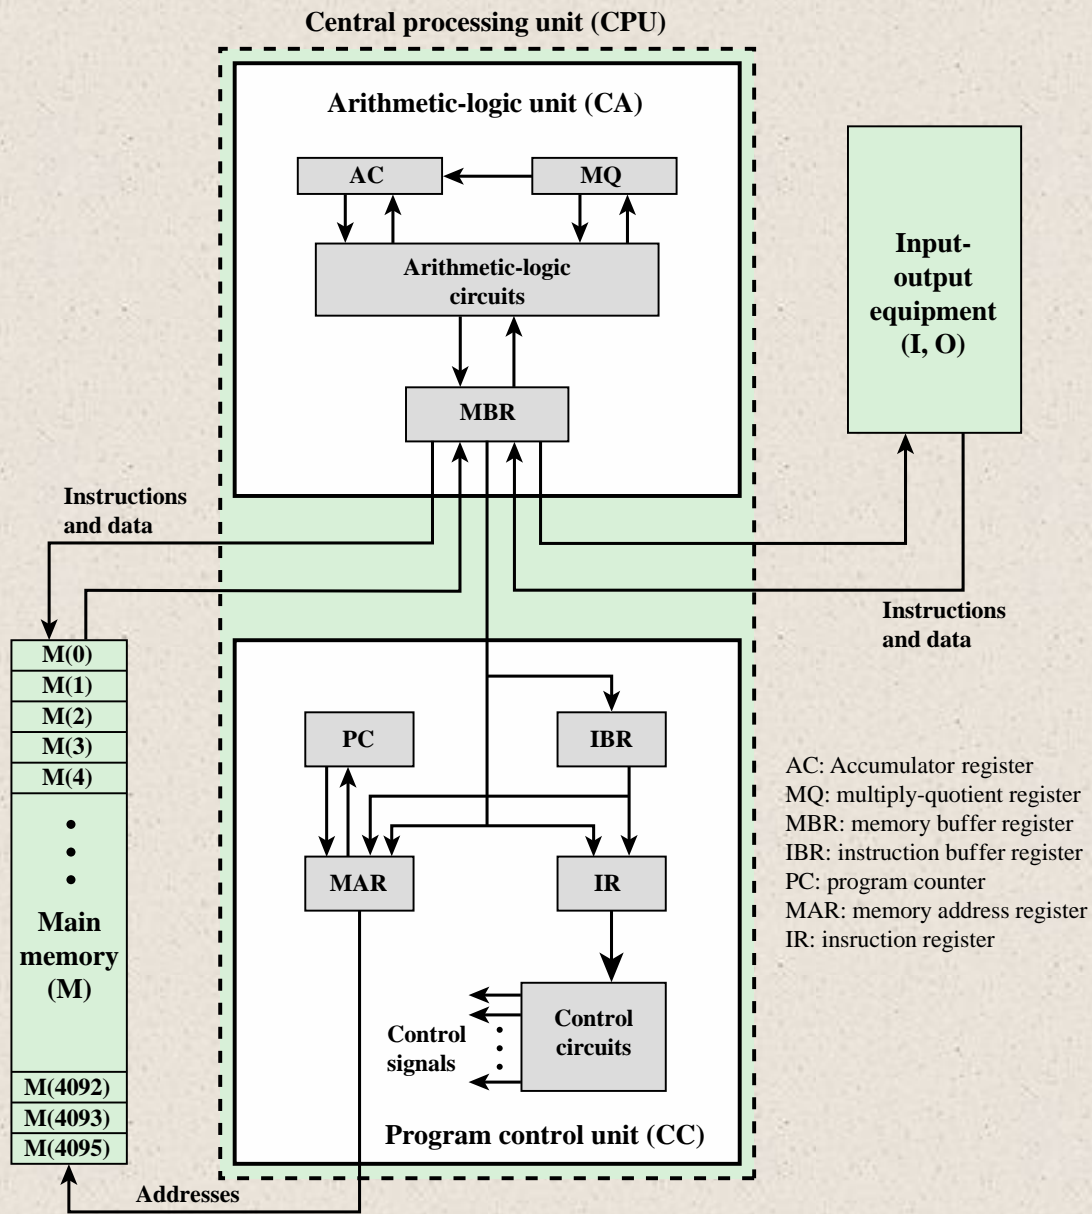 Central processing unit (CPU)
Arithmetic-logic unit (CA)
AC
MQ
Arithmetic-logic
circuits
MBR
Input-
output
equipment
(I, O)
Instructions
and data
Instructions
and data
M(0)
M(1)
M(2)
M(3)
M(4)
•
•
•
Main
memory
(M)
M(4092)
M(4093)
M(4095)
PC
IBR
MAR
IR
Control
signals
Control
circuits
Program control unit (CC)
Addresses
AC: Accumulator register
MQ: multiply-quotient register
MBR: memory buffer register
IBR: instruction buffer register
PC: program counter
MAR: memory address register
IR: insruction register